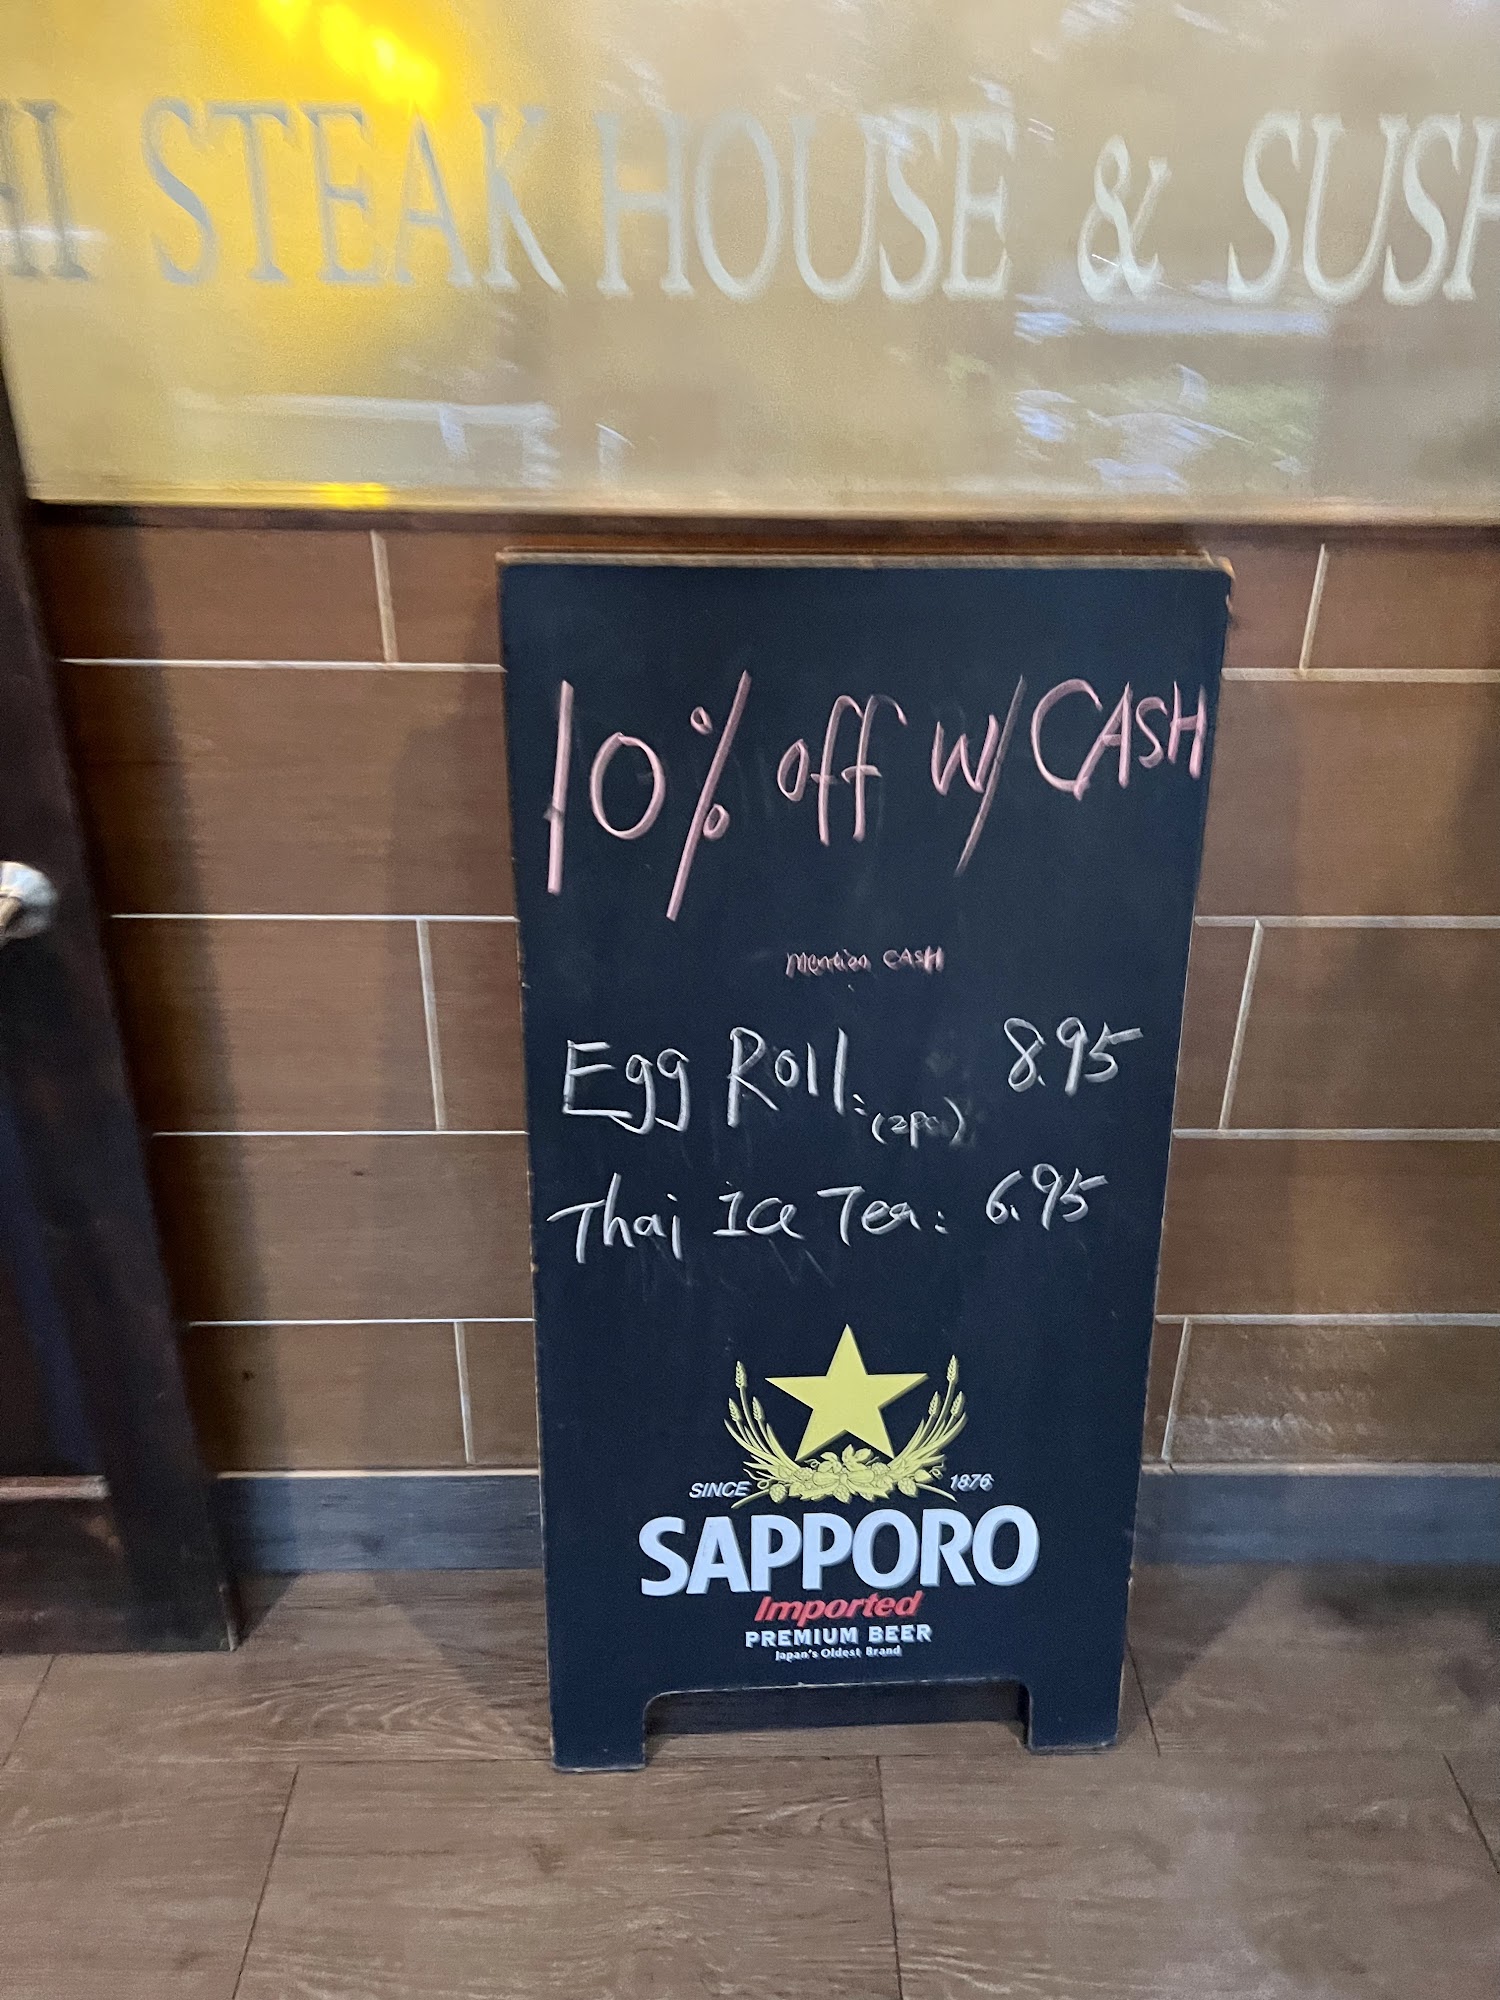 HI STEAK HOUSE & SUSH
10% off w/ CASH
Mention CASH
Egg Roll: (2pc) 8.95
Thai Ice Tea: 6.95
SINCE 1876
SAPPORO
Imported
PREMIUM BEER
Japan's Oldest Brand